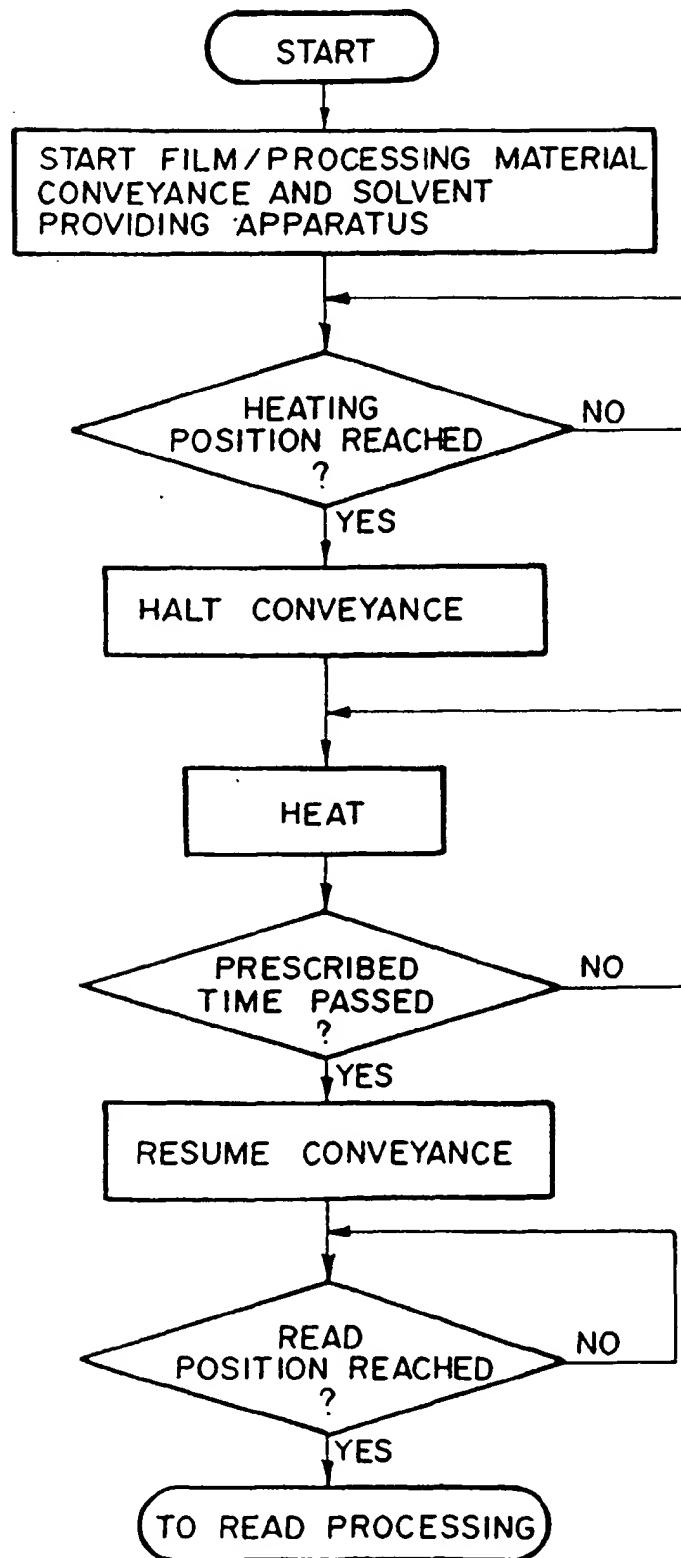 START
START FILM/PROCESSING MATERIAL
CONVEYANCE AND SOLVENT
PROVIDING APPARATUS
HEATING
POSITION REACHED
?
NO
YES
HALT CONVEYANCE
HEAT
PRESCRIBED
TIME PASSED
?
NO
YES
RESUME CONVEYANCE
READ
POSITION REACHED
?
NO
YES
TO READ PROCESSING